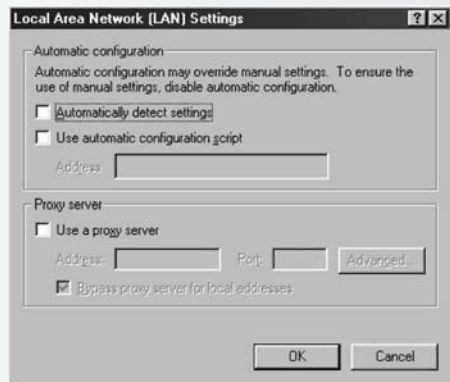 Local Area Network (LAN) Settings
Automatic configuration
Automatic configuration may override manual settings. To ensure the
use of manual settings, disable automatic configuration.
Automatically detect settings
Use automatic configuration script
Address
Proxy server
Use a proxy server
Address: Port: Advanced...
Bypass proxy server for local addresses
OK Cancel